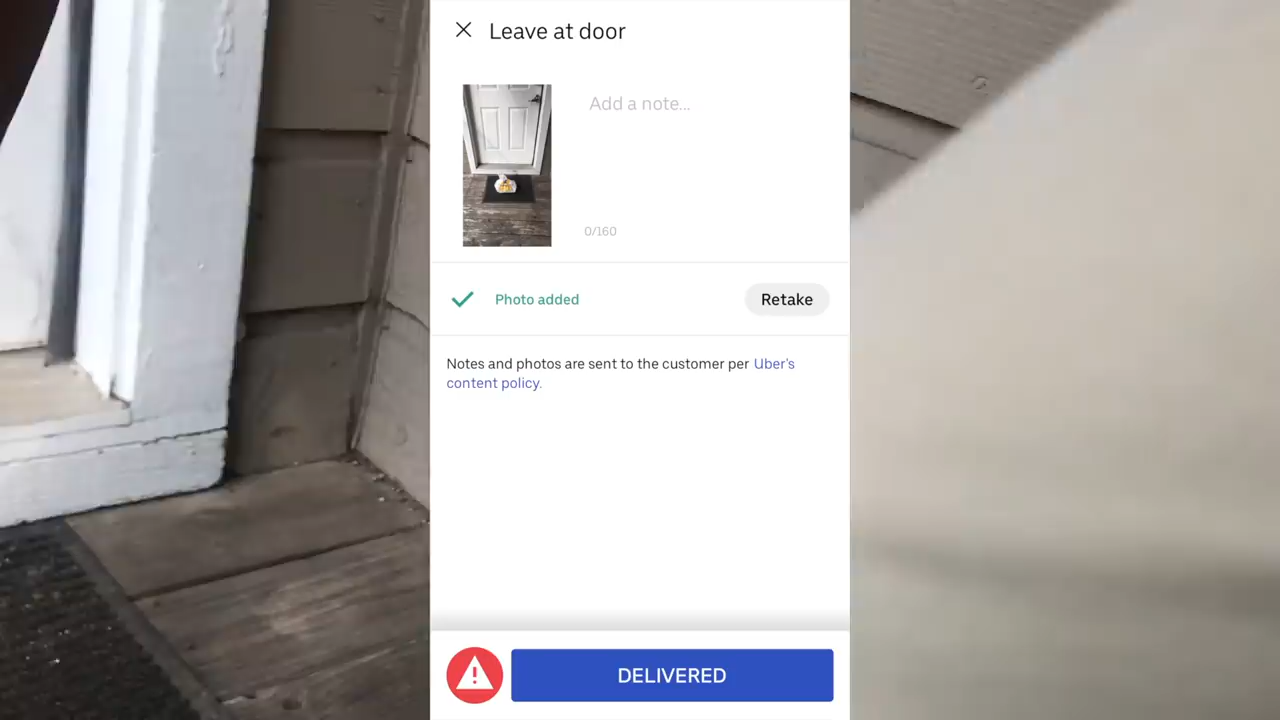 Leave at door
Add a note...
0/160
Photo added
Retake
Notes and photos are sent to the customer per Uber's
content policy.
DELIVERED